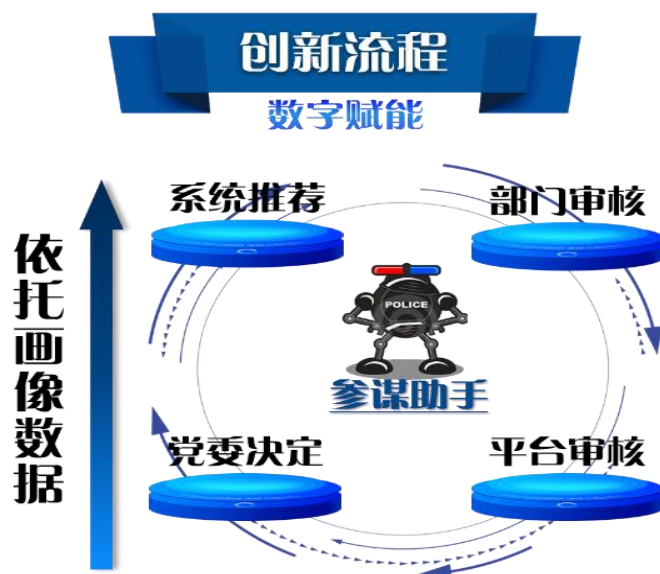 创新流程
数字赋能
系统推荐
部门审核
依托画像数据
POLICE
参谋助手
党委决定
平台审核